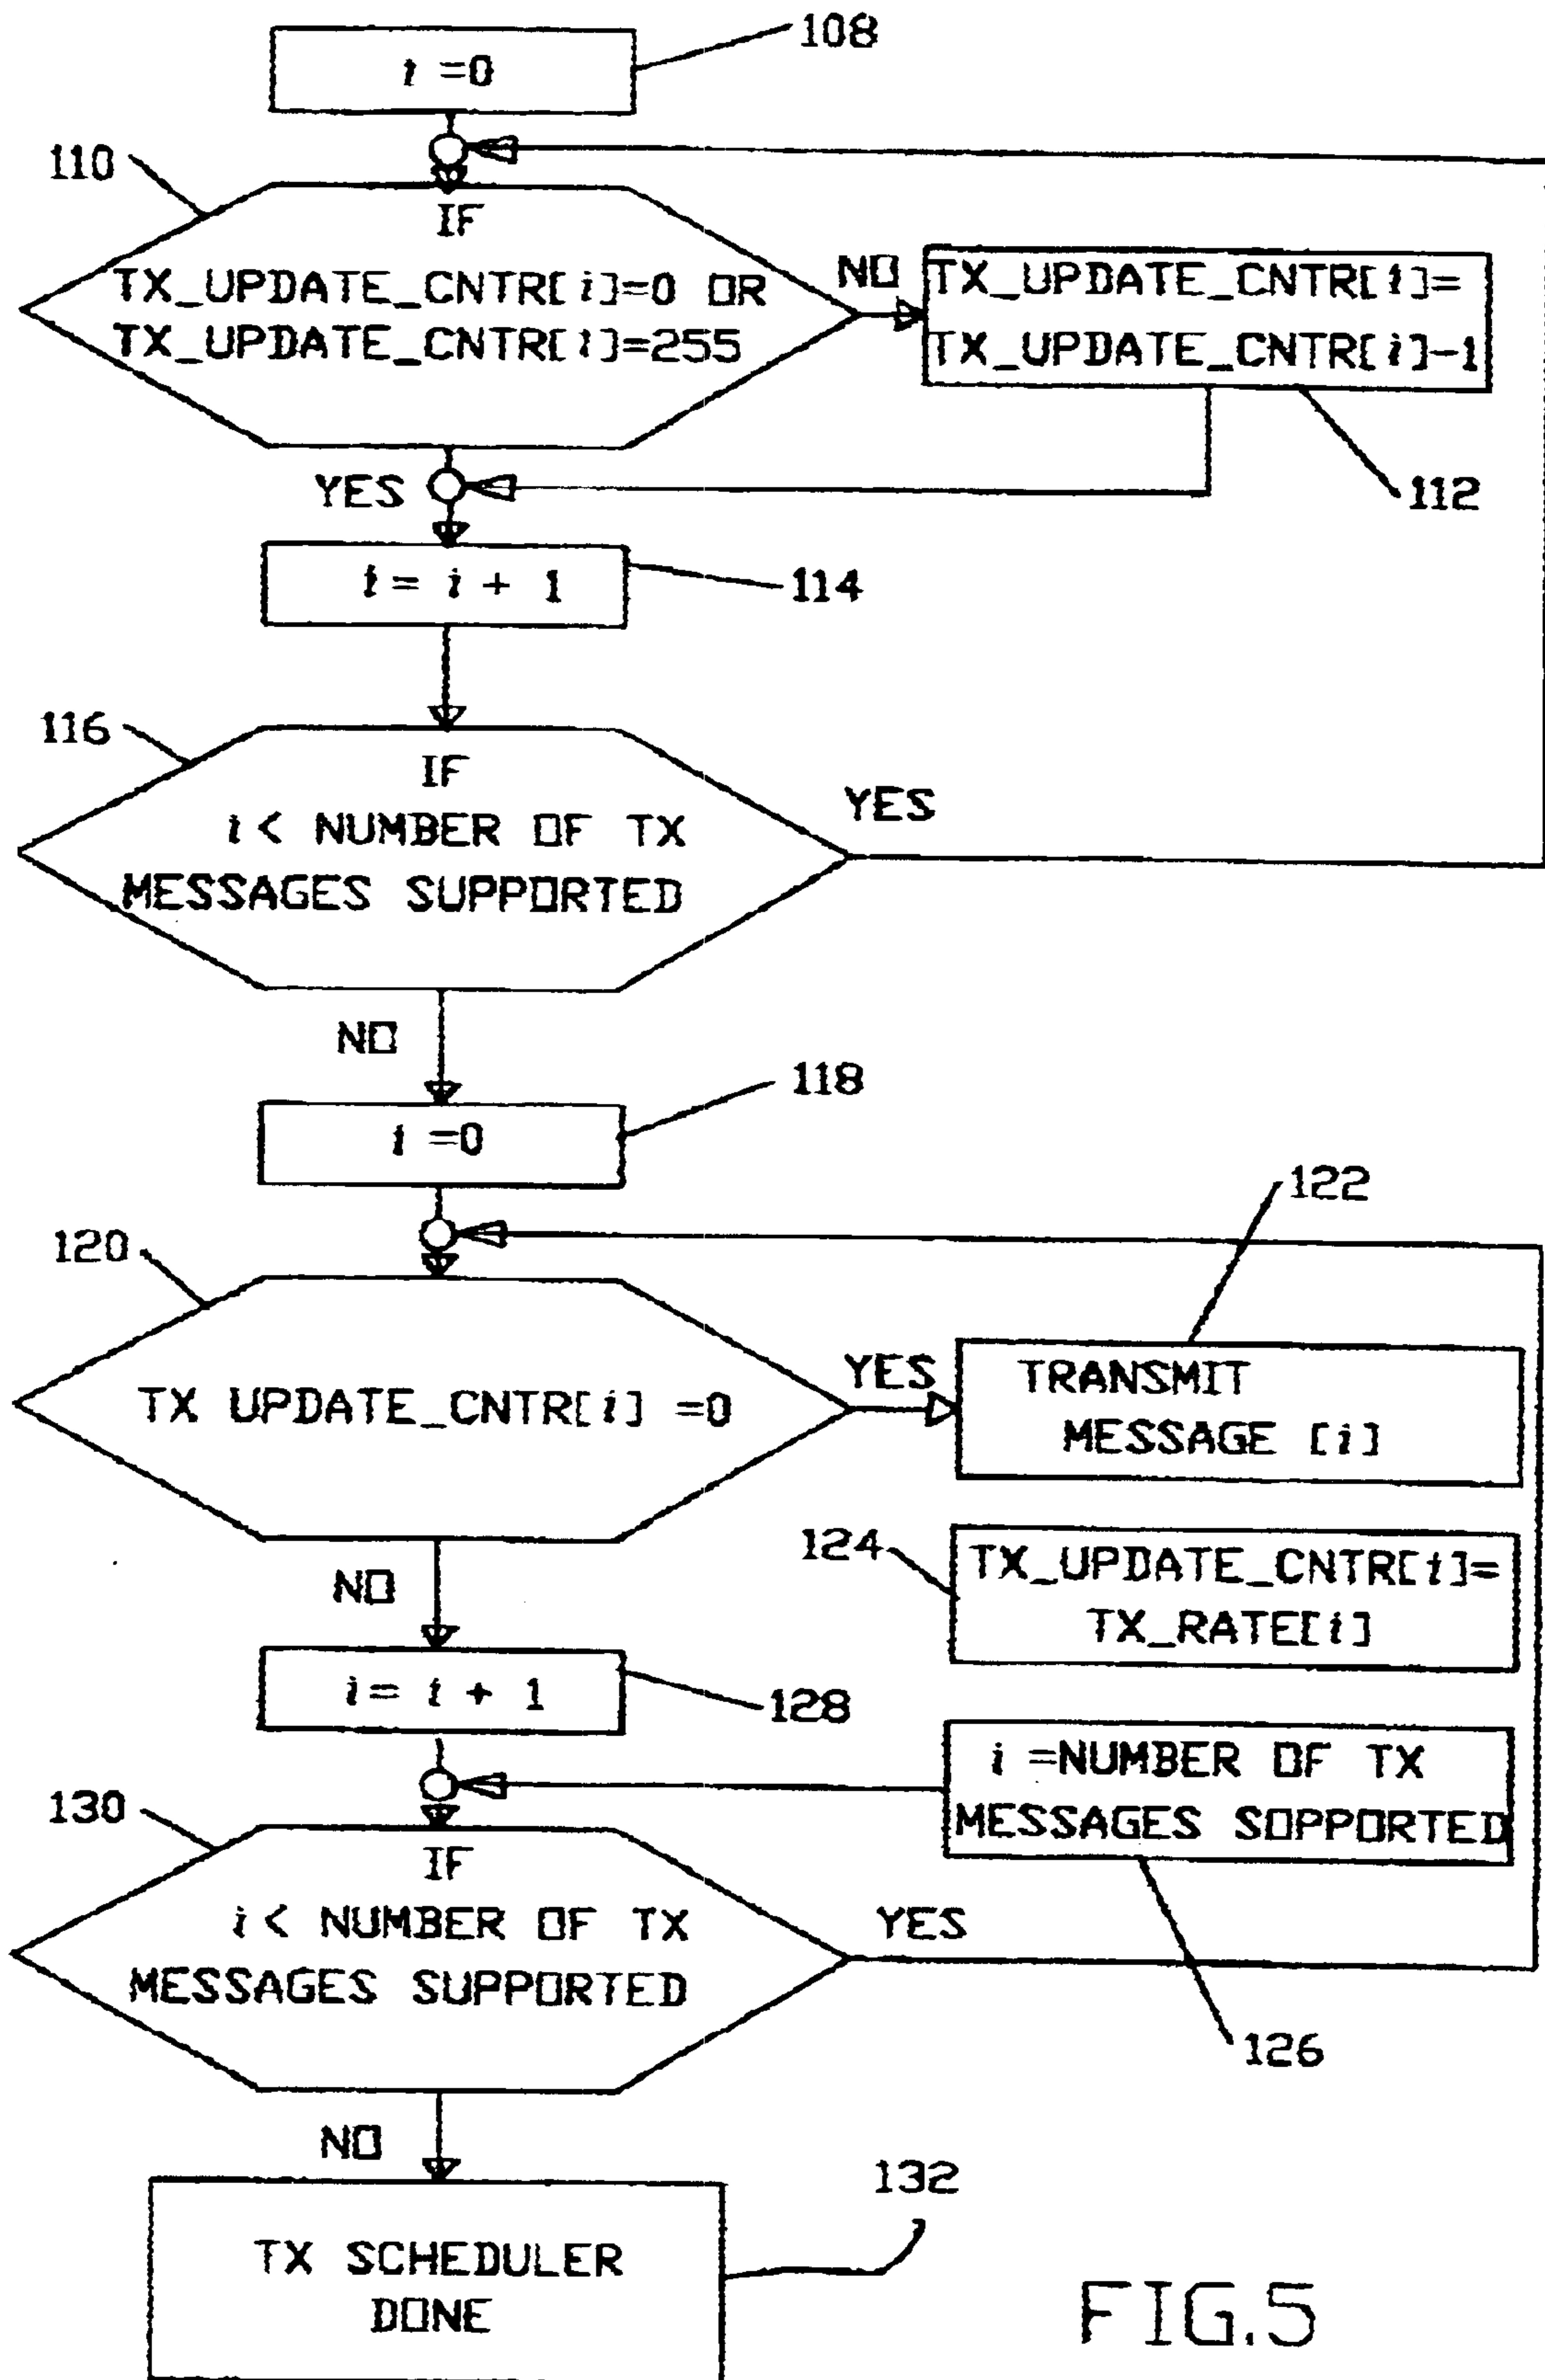 108
i =0
110
IF
TX_UPDATE_CNTR[i]=0 OR
TX_UPDATE_CNTR[i]=255
NO
TX_UPDATE_CNTR[i]=
TX_UPDATE_CNTR[i]-1
112
YES
i= i + 1
114
116
IF
i < NUMBER OF TX
MESSAGES SUPPORTED
YES
NO
118
i =0
120
TX UPDATE_CNTR[i] =0
YES
122
TRANSMIT
MESSAGE [i]
124
TX_UPDATE_CNTR[i]=
TX_RATE[i]
NO
i= i + 1
128
i =NUMBER OF TX
MESSAGES SOPPORTED
126
130
IF
i < NUMBER OF TX
MESSAGES SUPPORTED
YES
NO
132
TX SCHEDULER
DONE
FIG.5